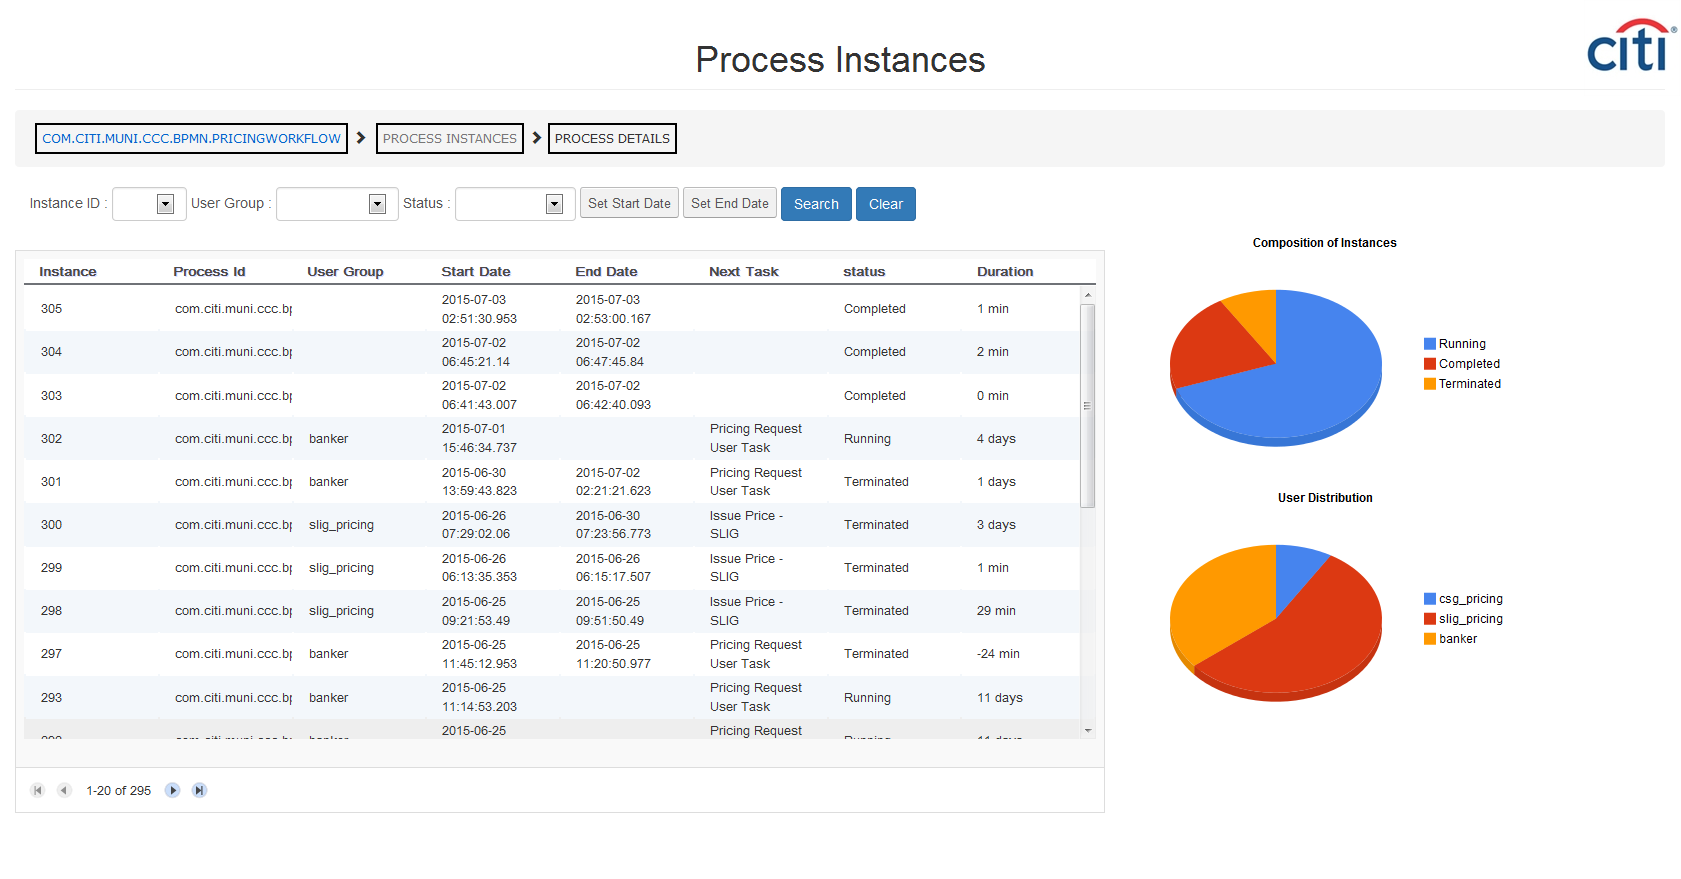 citi®
Process Instances
COM.CITI.MUNI.CCC.BPMN.PRICINGWORKFLOW PROCESS INSTANCES PROCESS DETAILS
Instance ID : User Group : Status : Set Start Date Set End Date Search Clear
Instance Process Id User Group Start Date End Date Next Task status Duration
305 com.citi.muni.ccc.bp 2015-07-03 02:51:30.953 2015-07-03 02:53:00.167 Completed 1 min
304 com.citi.muni.ccc.bp 2015-07-02 06:45:21.14 2015-07-02 06:47:45.84 Completed 2 min
303 com.citi.muni.ccc.bp 2015-07-02 06:41:43.007 2015-07-02 06:42:40.093 Completed 0 min
302 com.citi.muni.ccc.bp banker 2015-07-01 15:46:34.737 Pricing Request User Task Running 4 days
301 com.citi.muni.ccc.bp banker 2015-06-30 13:59:43.823 2015-07-02 02:21:21.623 Pricing Request User Task Terminated 1 days
300 com.citi.muni.ccc.bp slig_pricing 2015-06-26 07:29:02.06 2015-06-30 07:23:56.773 Issue Price - SLIG Terminated 3 days
299 com.citi.muni.ccc.bp slig_pricing 2015-06-26 06:13:35.353 2015-06-26 06:15:17.507 Issue Price - SLIG Terminated 1 min
298 com.citi.muni.ccc.bp slig_pricing 2015-06-25 09:21:53.49 2015-06-25 09:51:50.49 Issue Price - SLIG Terminated 29 min
297 com.citi.muni.ccc.bp banker 2015-06-25 11:45:12.953 2015-06-25 11:20:50.977 Pricing Request User Task Terminated -24 min
293 com.citi.muni.ccc.bp banker 2015-06-25 11:14:53.203 Pricing Request User Task Running 11 days
2015-06-25 Pricing Request
1-20 of 295
Composition of Instances
Running
Completed
Terminated
User Distribution
csg_pricing
slig_pricing
banker